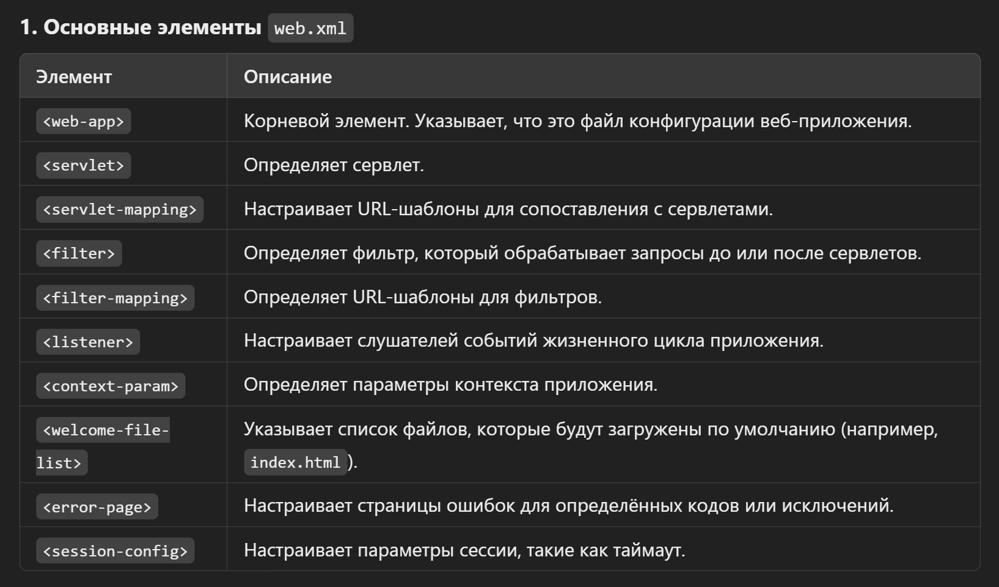 1. Основные элементы web.xml
Элемент Описание
<web-app> Корневой элемент. Указывает, что это файл конфигурации веб-приложения.
<servlet> Определяет сервлет.
<servlet-mapping> Настраивает URL-шаблоны для сопоставления с сервлетами.
<filter> Определяет фильтр, который обрабатывает запросы до или после сервлетов.
<filter-mapping> Определяет URL-шаблоны для фильтров.
<listener> Настраивает слушателей событий жизненного цикла приложения.
<context-param> Определяет параметры контекста приложения.
<welcome-file- Указывает список файлов, которые будут загружены по умолчанию (например,
list> index.html).
<error-page> Настраивает страницы ошибок для определённых кодов или исключений.
<session-config> Настраивает параметры сессии, такие как таймаут.